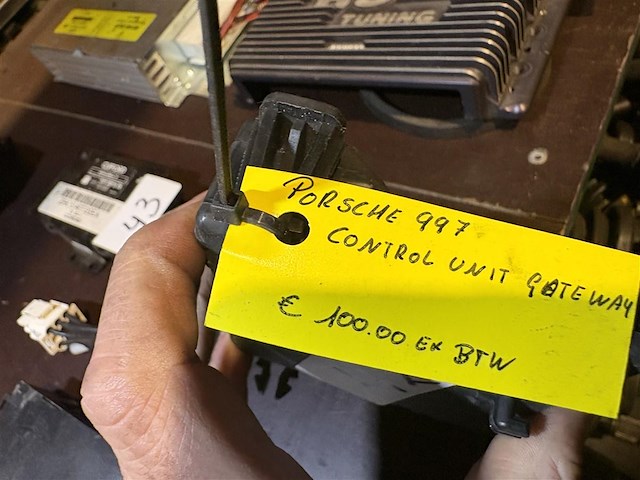 TUNING
43
PORSCHE 997
CONTROL UNIT GATEWAY
€ 100.00 EX BTW